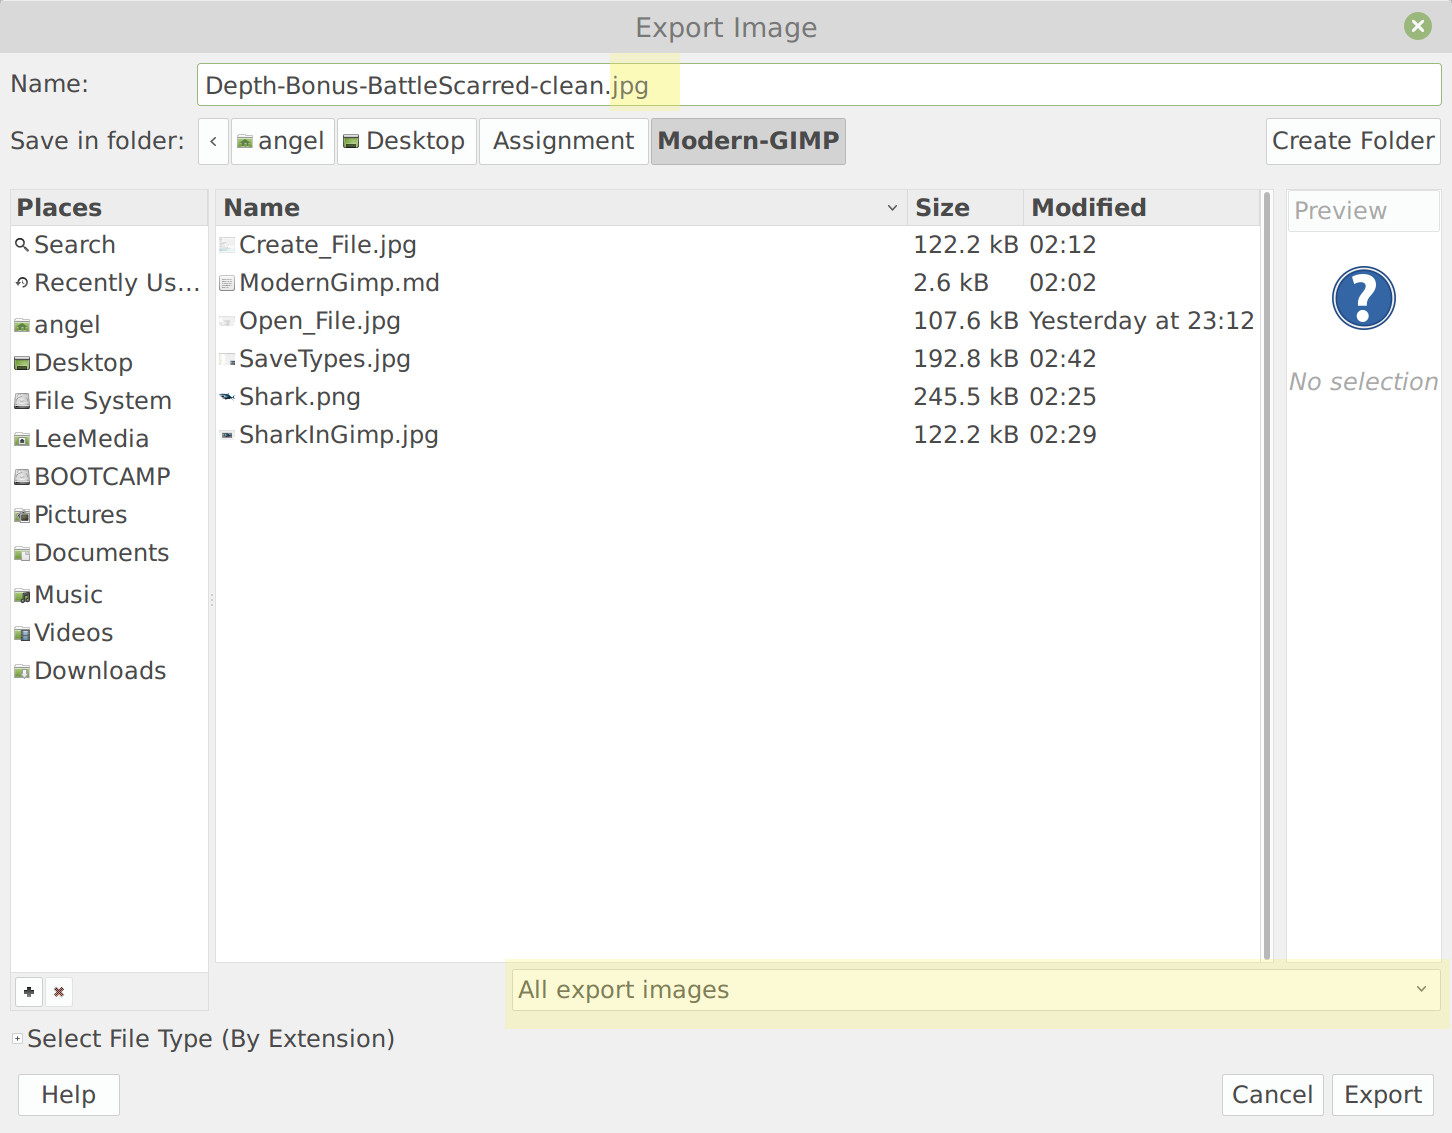 Export Image
Name: Depth-Bonus-BattleScarred-clean.jpg
Save in folder: angel Desktop Assignment Modern-GIMP Create Folder
Places Name Size Modified Preview
Search Create_File.jpg 122.2 kB 02:12
Recently Us... ModernGimp.md 2.6 kB 02:02
angel Open_File.jpg 107.6 kB Yesterday at 23:12
Desktop SaveTypes.jpg 192.8 kB 02:42
No selection
File System Shark.png 245.5 kB 02:25
LeeMedia SharkInGimp.jpg 122.2 kB 02:29
BOOTCAMP
Pictures
Documents
Music
Videos
Downloads
All export images
Select File Type (By Extension)
Help Cancel Export